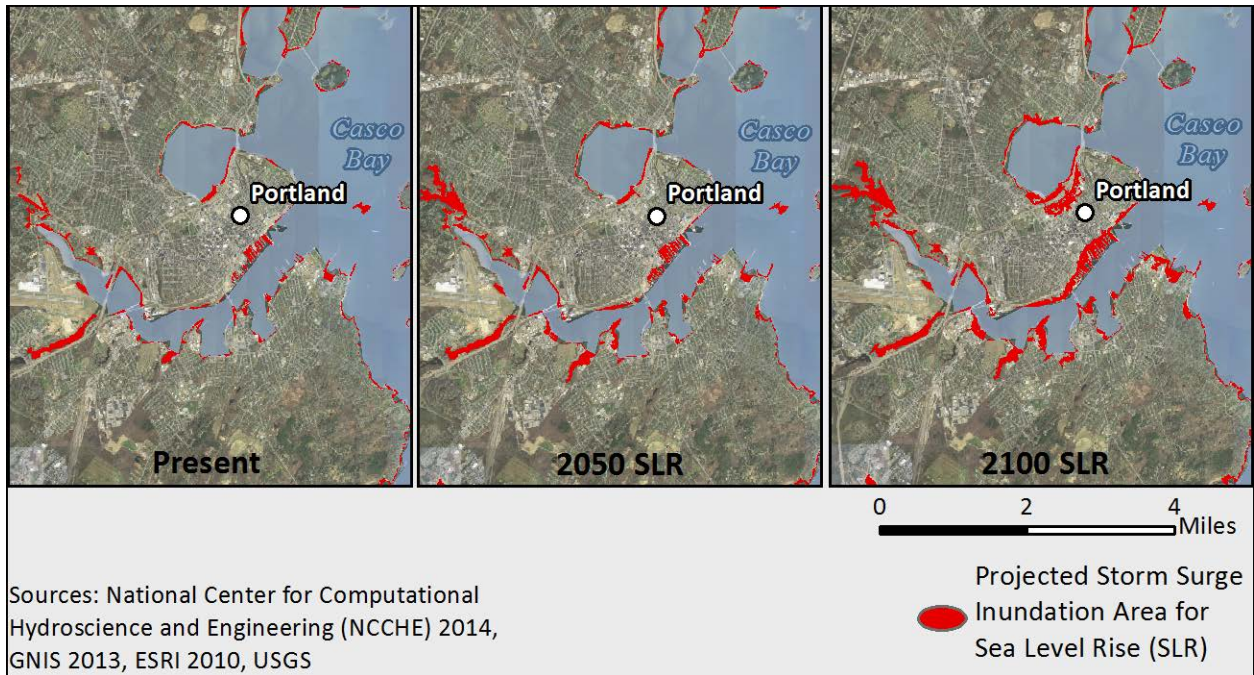 Casco
Bay
Portland
Present
Casco
Bay
Portland
2050 SLR
Casco
Bay
Portland
2100 SLR
0 2 4
Miles
Sources: National Center for Computational
Hydroscience and Engineering (NCCHE) 2014,
GNIS 2013, ESRI 2010, USGS
Projected Storm Surge
Inundation Area for
Sea Level Rise (SLR)